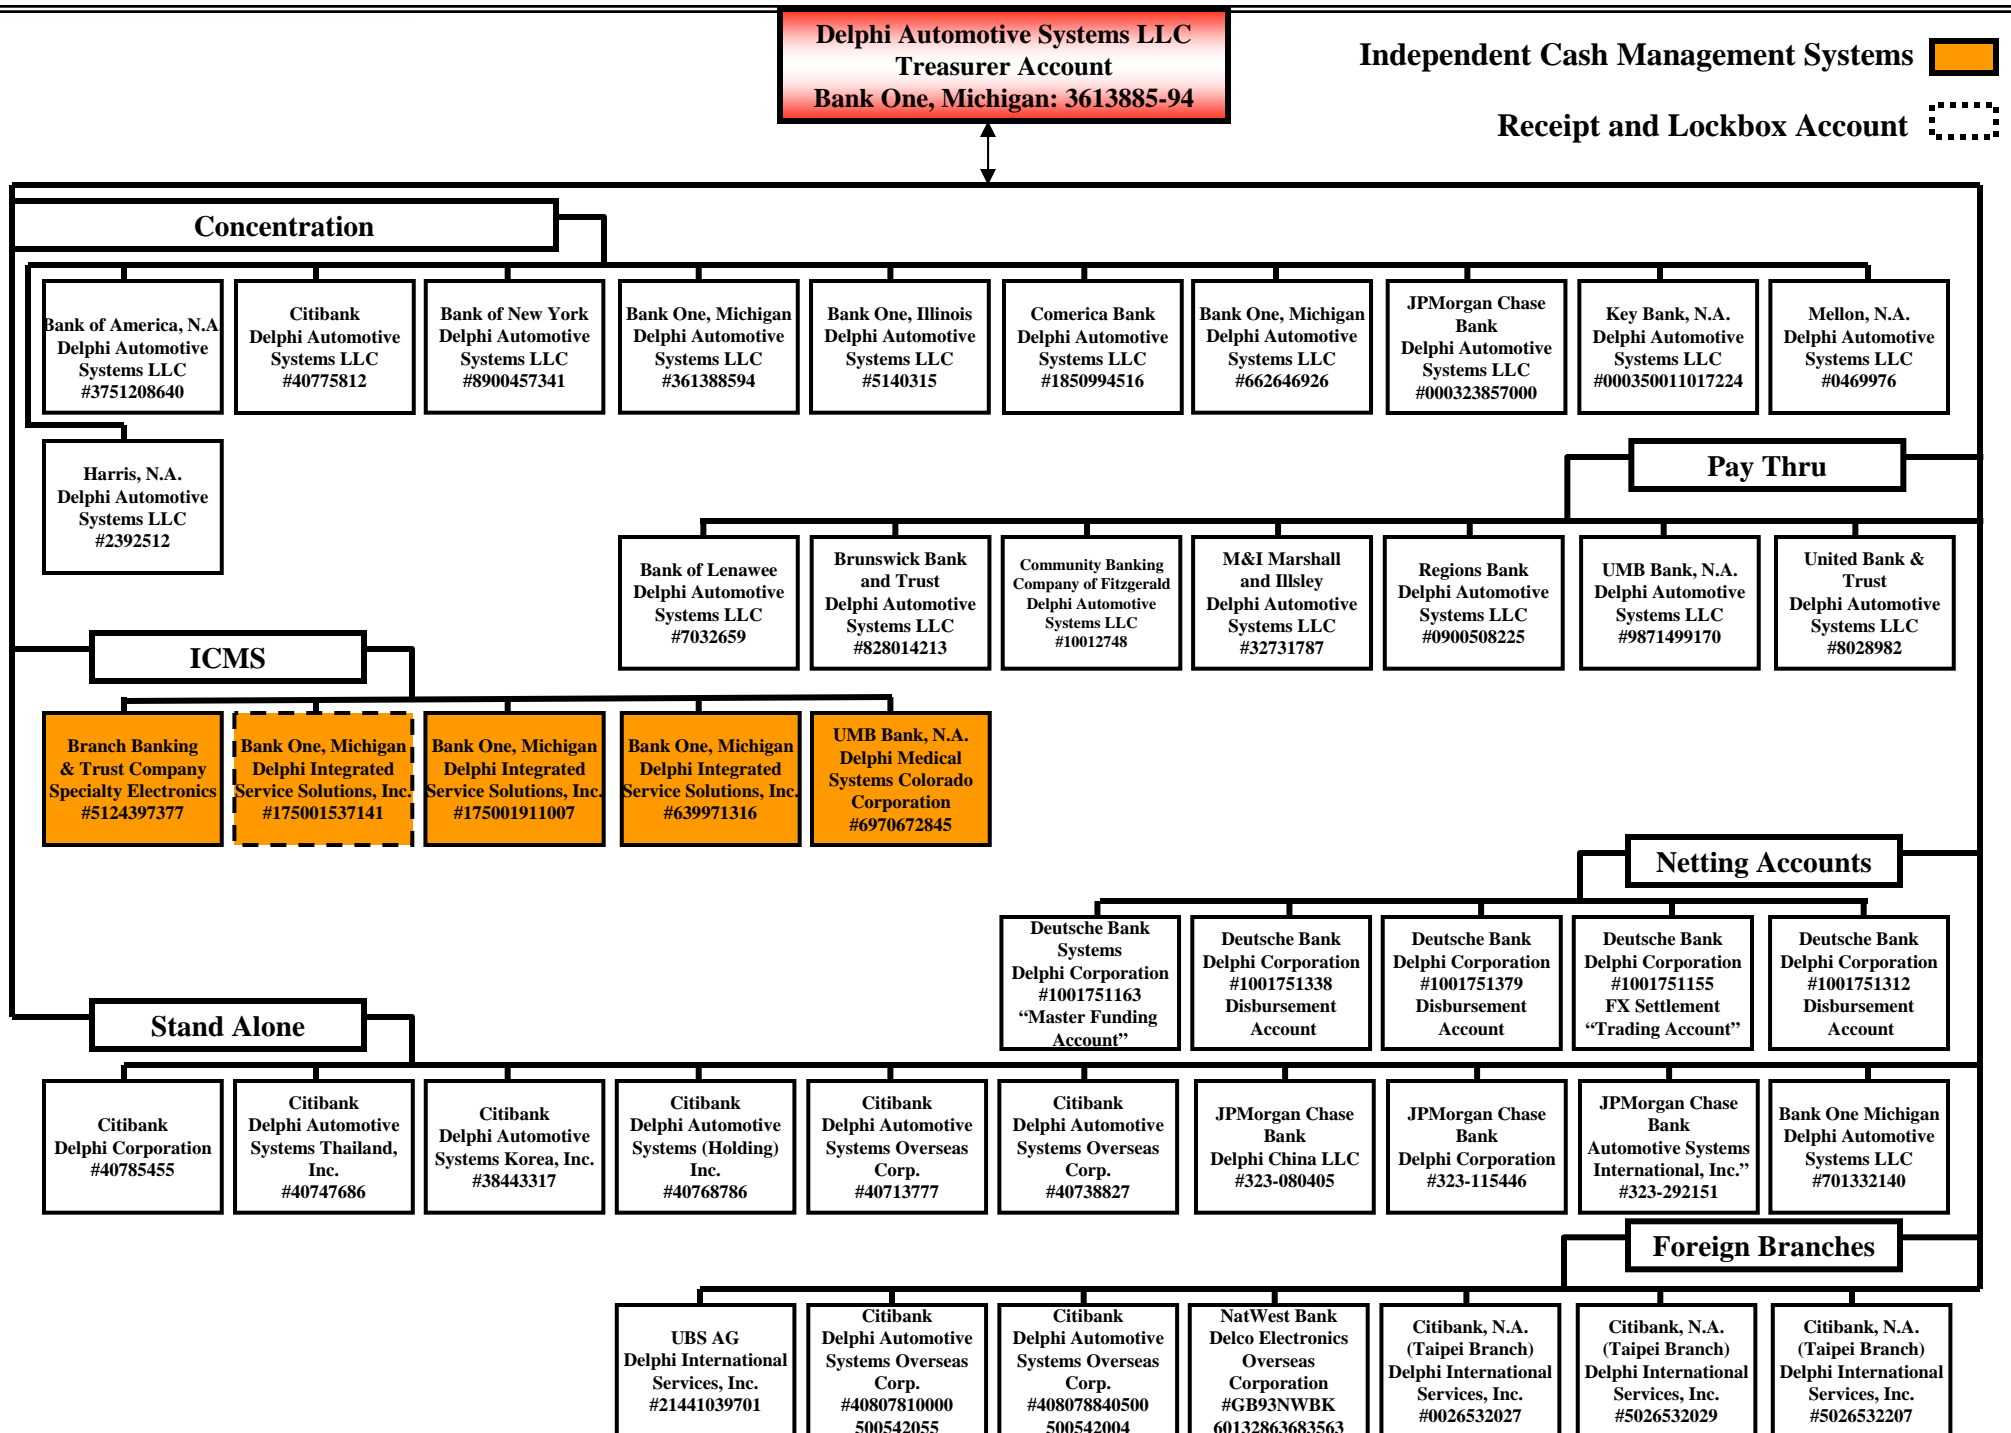 Delphi Automotive Systems LLC
Treasurer Account
Bank One, Michigan: 3613885-94
Independent Cash Management Systems
Receipt and Lockbox Account
Concentration
Bank of America, N.A
Delphi Automotive
Systems LLC
#3751208640
Citibank
Delphi Automotive
Systems LLC
#40775812
Bank of New York
Delphi Automotive
Systems LLC
#8900457341
Bank One, Michigan
Delphi Automotive
Systems LLC
#361388594
Bank One, Illinois
Delphi Automotive
Systems LLC
#5140315
Comerica Bank
Delphi Automotive
Systems LLC
#1850994516
Bank One, Michigan
Delphi Automotive
Systems LLC
#662646926
JPMorgan Chase
Bank
Delphi Automotive
Systems LLC
#000323857000
Key Bank, N.A.
Delphi Automotive
Systems LLC
#000350011017224
Mellon, N.A.
Delphi Automotive
Systems LLC
#0469976
Harris, N.A.
Delphi Automotive
Systems LLC
#2392512
Pay Thru
Bank of Lenawee
Delphi Automotive
Systems LLC
#7032659
Brunswick Bank
and Trust
Delphi Automotive
Systems LLC
#828014213
Community Banking
Company of Fitzgerald
Delphi Automotive
Systems LLC
#10012748
M&I Marshall
and Illsley
Delphi Automotive
Systems LLC
#32731787
Regions Bank
Delphi Automotive
Systems LLC
#0900508225
UMB Bank, N.A.
Delphi Automotive
Systems LLC
#9871499170
United Bank &
Trust
Delphi Automotive
Systems LLC
#8028982
ICMS
Branch Banking
& Trust Company
Specialty Electronics
#5124397377
Bank One, Michigan
Delphi Integrated
Service Solutions, Inc.
#175001537141
Bank One, Michigan
Delphi Integrated
Service Solutions, Inc.
#175001911007
Bank One, Michigan
Delphi Integrated
Service Solutions, Inc.
#639971316
UMB Bank, N.A.
Delphi Medical
Systems Colorado
Corporation
#6970672845
Netting Accounts
Deutsche Bank
Systems
Delphi Corporation
#1001751163
“Master Funding
Account”
Deutsche Bank
Delphi Corporation
#1001751338
Disbursement
Account
Deutsche Bank
Delphi Corporation
#1001751379
Disbursement
Account
Deutsche Bank
Delphi Corporation
#1001751155
FX Settlement
“Trading Account”
Deutsche Bank
Delphi Corporation
#1001751312
Disbursement
Account
Stand Alone
Citibank
Delphi Corporation
#40785455
Citibank
Delphi Automotive
Systems Thailand,
Inc.
#40747686
Citibank
Delphi Automotive
Systems Korea, Inc.
#38443317
Citibank
Delphi Automotive
Systems (Holding)
Inc.
#40768786
Citibank
Delphi Automotive
Systems Overseas
Corp.
#40713777
Citibank
Delphi Automotive
Systems Overseas
Corp.
#40738827
JPMorgan Chase
Bank
Delphi China LLC
#323-080405
JPMorgan Chase
Bank
Delphi Corporation
#323-115446
JPMorgan Chase
Bank
Automotive Systems
International, Inc.”
#323-292151
Bank One Michigan
Delphi Automotive
Systems LLC
#701332140
Foreign Branches
UBS AG
Delphi International
Services, Inc.
#21441039701
Citibank
Delphi Automotive
Systems Overseas
Corp.
#40807810000
500542055
Citibank
Delphi Automotive
Systems Overseas
Corp.
#408078840500
500542004
NatWest Bank
Delco Electronics
Overseas
Corporation
#GB93NWBK
60132863683563
Citibank, N.A.
(Taipei Branch)
Delphi International
Services, Inc.
#0026532027
Citibank, N.A.
(Taipei Branch)
Delphi International
Services, Inc.
#5026532029
Citibank, N.A.
(Taipei Branch)
Delphi International
Services, Inc.
#5026532207